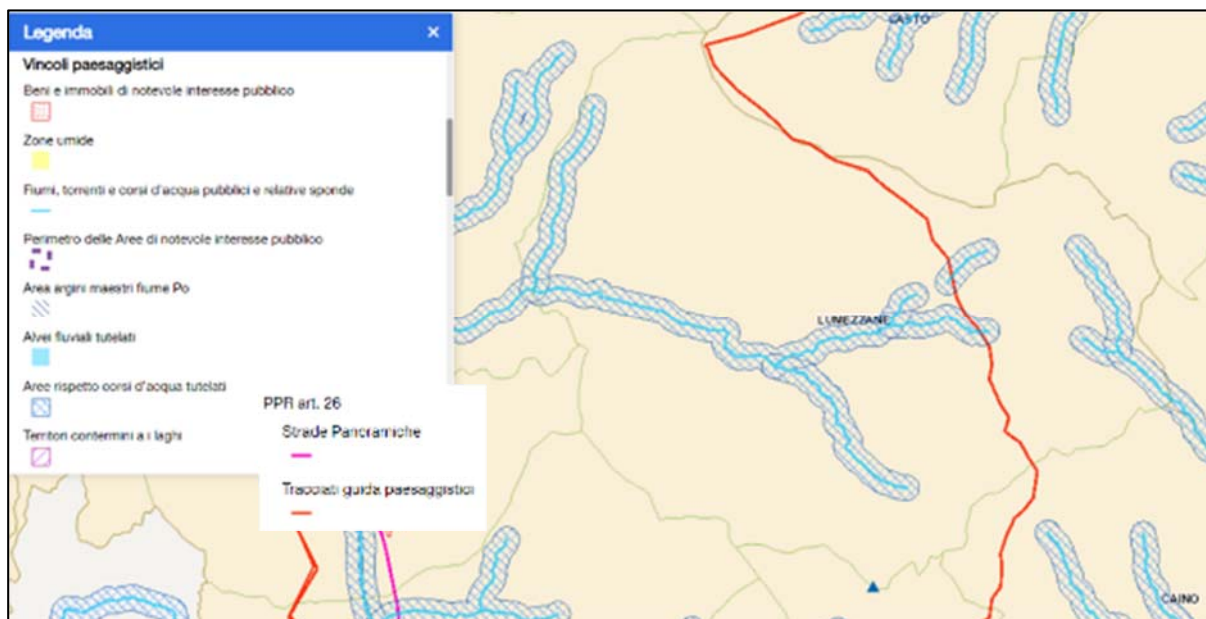 Legenda
×
Vincoli paesaggistici
Beni e immobili di notevole interesse pubblico
Zone umide
Fiumi, torrenti e corsi d'acqua pubblici e relative sponde
Perimetro delle Aree di notevole interesse pubblico
Area argini maestri fiume Po
Alvei fluviali tutelati
Aree rispetto corsi d'acqua tutelati
Territori contermini a i laghi
PPR art. 26
Strade Panoramiche
Tracciati guida paesaggistici
CASTO
LUMEZZANE
CAINO